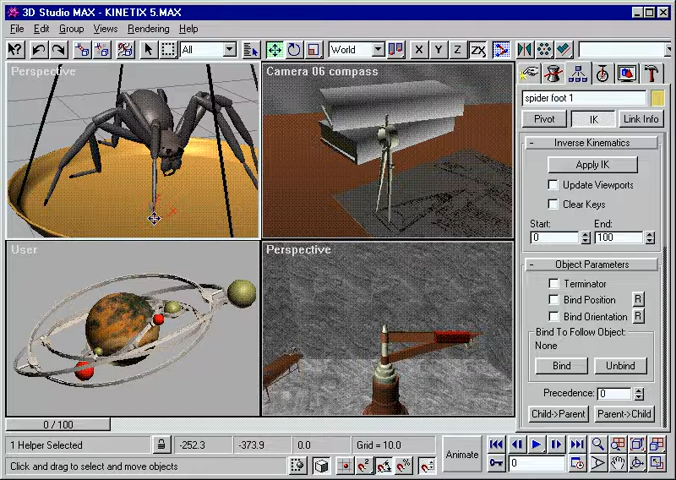 3D Studio MAX - KINETIX 5.MAX
File Edit Group Views Rendering Help
All World X Y Z ZX
Perspective
Camera 06 compass
User
Perspective
spider foot 1
Pivot IK Link Info
- Inverse Kinematics
Apply IK
Update Viewports
Clear Keys
Start: End:
0 100
- Object Parameters
Terminator
Bind Position R
Bind Orientation R
Bind To Follow Object:
None
Bind Unbind
Precedence: 0
Child->Parent Parent->Child
0 / 100
1 Helper Selected -252.3 -373.9 0.0 Grid = 10.0
Animate
Click and drag to select and move objects
0